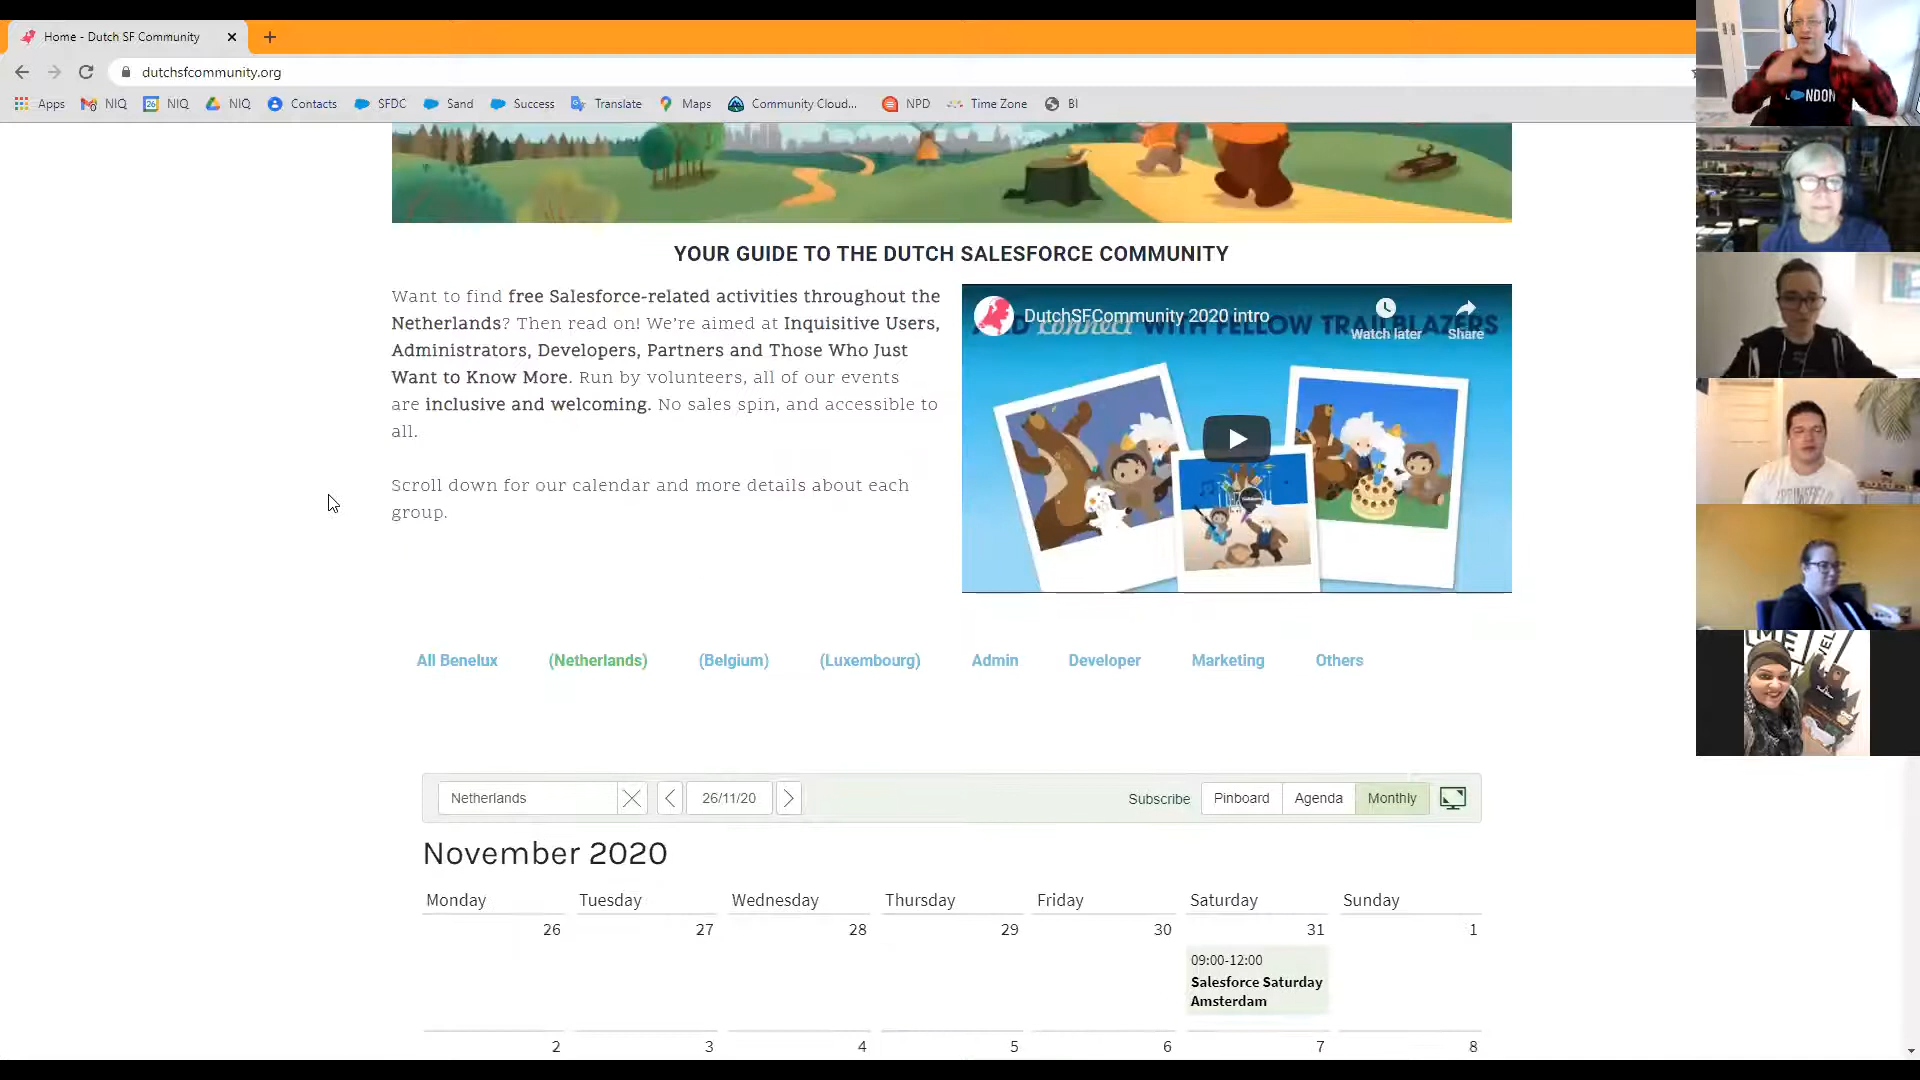 Home - Dutch SF Community
dutchsfcommunity.org
Apps NIQ NIQ NIQ Contacts SFDC Sand Success Translate Maps Community Cloud... NPD Time Zone BI
YOUR GUIDE TO THE DUTCH SALESFORCE COMMUNITY
Want to find free Salesforce-related activities throughout the
Netherlands? Then read on! We're aimed at Inquisitive Users,
Administrators, Developers, Partners and Those Who Just
Want to Know More. Run by volunteers, all of our events
are inclusive and welcoming. No sales spin, and accessible to
all.
Scroll down for our calendar and more details about each
group.
DutchSFCommunity 2020 intro
Watch later
Share
connect WITH FELLOW TRAILBLAZERS
All Benelux (Netherlands) (Belgium) (Luxembourg) Admin Developer Marketing Others
Netherlands 26/11/20 Subscribe Pinboard Agenda Monthly
November 2020
Monday Tuesday Wednesday Thursday Friday Saturday Sunday
26 27 28 29 30 31 1
09:00-12:00
Salesforce Saturday
Amsterdam
2 3 4 5 6 7 8